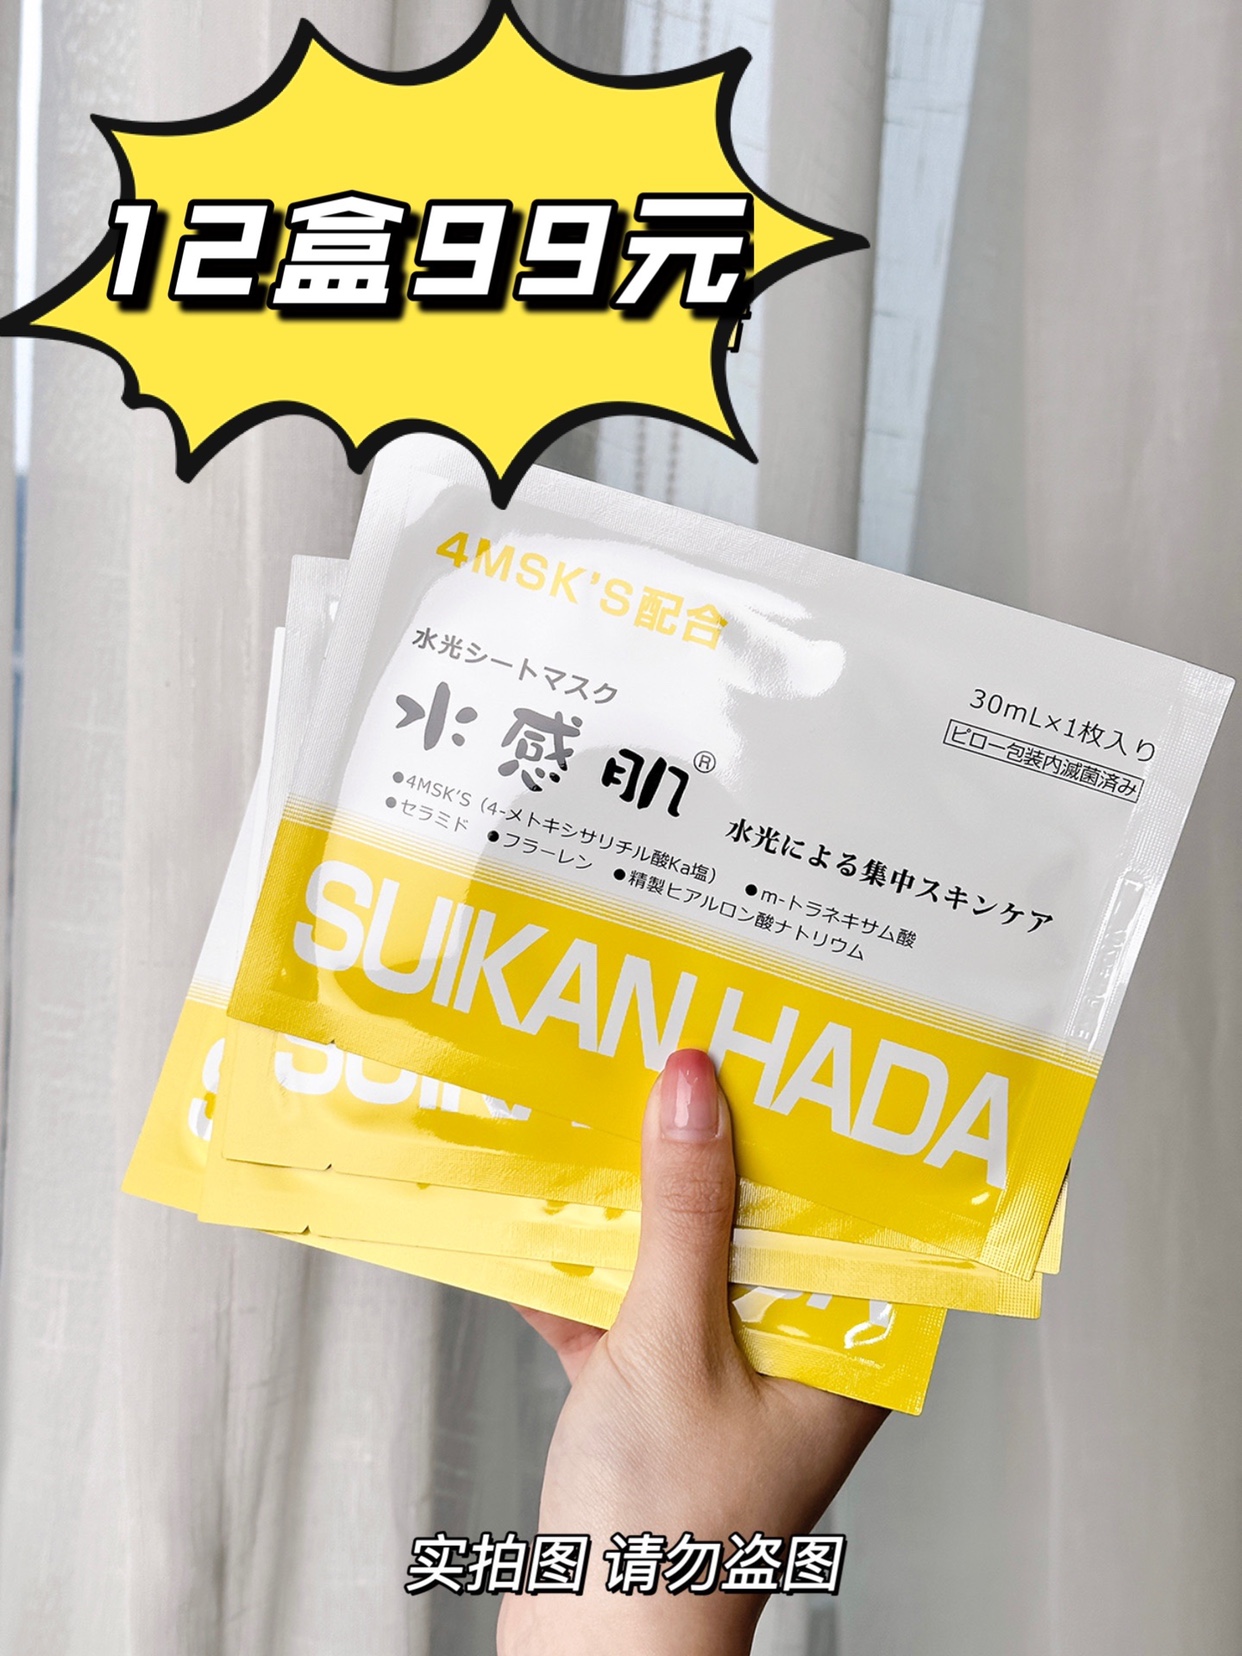 12盒99元
4MSK'S配合
水光シートマスク
水感肌®
30mL×1枚入り
ピロー包装内滅菌済み
水光による集中スキンケア
●4MSK'S（4-メトキシサリチル酸Ka塩） ●m-トラネキサム酸
●セラミド ●フラーレン ●精製ヒアルロン酸ナトリウム
SUIKAN HADA
SUIK
实拍图 请勿盗图